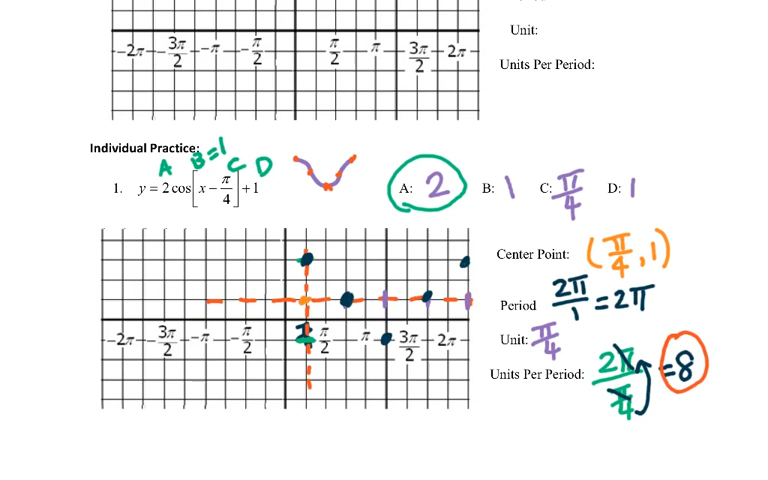 Unit:
-2π -3π/2 -π -π/2 π/2 π 3π/2 2π
Units Per Period:
Individual Practice:
A B=1 C D
1. y = 2 cos[x - π/4] + 1
A: 2 B: 1 C: π/4 D: 1
Center Point: (π/4, 1)
Period 2π/1 = 2π
-2π -3π/2 -π -π/2 π/2 π 3π/2 2π
Unit: π/4
Units Per Period: 2π/π/4 = 8